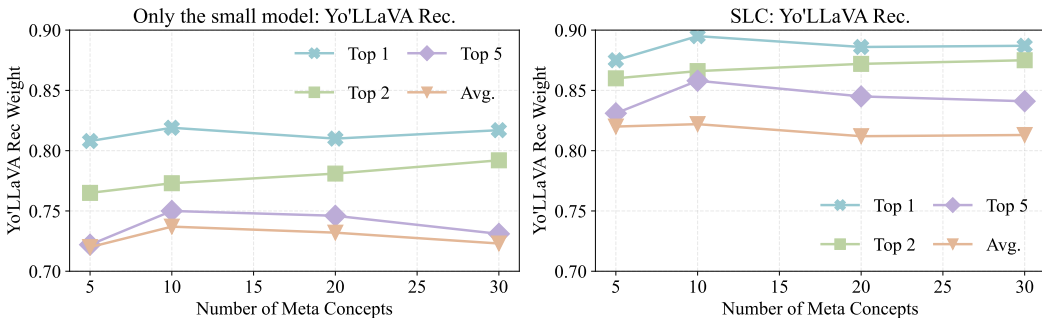 Only the small model: Yo'LLaVA Rec.
Yo'LLaVA Rec Weight
0.90
0.85
0.80
0.75
0.70
Top 1
Top 5
Top 2
Avg.
5
10
15
20
25
30
Number of Meta Concepts
SLC: Yo'LLaVA Rec.
Yo'LLaVA Rec Weight
0.90
0.85
0.80
0.75
0.70
Top 1
Top 5
Top 2
Avg.
5
10
15
20
25
30
Number of Meta Concepts